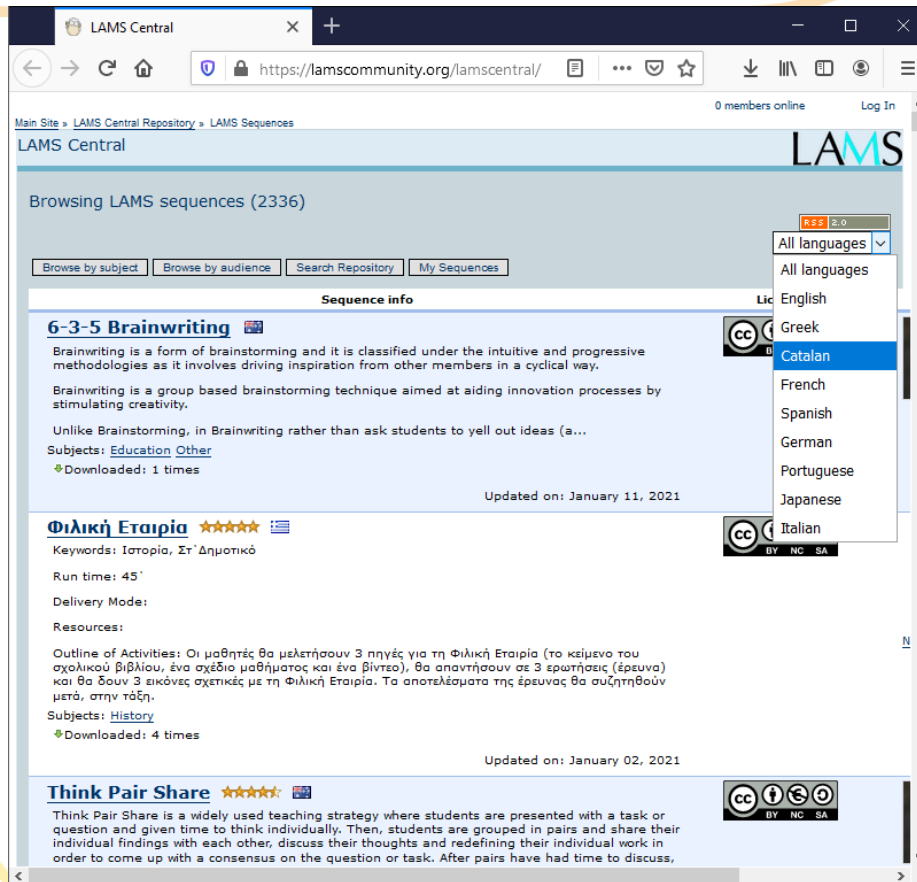 LAMS Central
https://lamscommunity.org/lamscentral/
0 members online Log In
Main Site » LAMS Central Repository » LAMS Sequences
LAMS Central
LAMS
Browsing LAMS sequences (2336)
RSS 2.0
All languages
Browse by subject Browse by audience Search Repository My Sequences
All languages
English
Greek
Catalan
French
Spanish
German
Portuguese
Japanese
Italian
Sequence info
6-3-5 Brainwriting
Brainwriting is a form of brainstorming and it is classified under the intuitive and progressive
methodologies as it involves driving inspiration from other members in a cyclical way.
Brainwriting is a group based brainstorming technique aimed at aiding innovation processes by
stimulating creativity.
Unlike Brainstorming, in Brainwriting rather than ask students to yell out ideas (a...
Subjects: Education Other
Downloaded: 1 times
Updated on: January 11, 2021
cc
Φιλική Εταιρία
Keywords: Ιστορία, Στ΄Δημοτικό
Run time: 45΄
Delivery Mode:
Resources:
Outline of Activities: Οι μαθητές θα μελετήσουν 3 πηγές για τη Φιλική Εταιρία (το κείμενο του
σχολικού βιβλίου, ένα σχέδιο μαθήματος και ένα βίντεο), θα απαντήσουν σε 3 ερωτήσεις (έρευνα)
και θα δουν 3 εικόνες σχετικές με τη Φιλική Εταιρία. Τα αποτελέσματα της έρευνας θα συζητηθούν
μετά, στην τάξη.
Subjects: History
Downloaded: 4 times
Updated on: January 02, 2021
cc
BY NC SA
N
Think Pair Share
Think Pair Share is a widely used teaching strategy where students are presented with a task or
question and given time to think individually. Then, students are grouped in pairs and share their
individual findings with each other, discuss their thoughts and redefining their individual work in
order to come up with a consensus on the question or task. After pairs have had time to discuss,
cc
BY NC SA